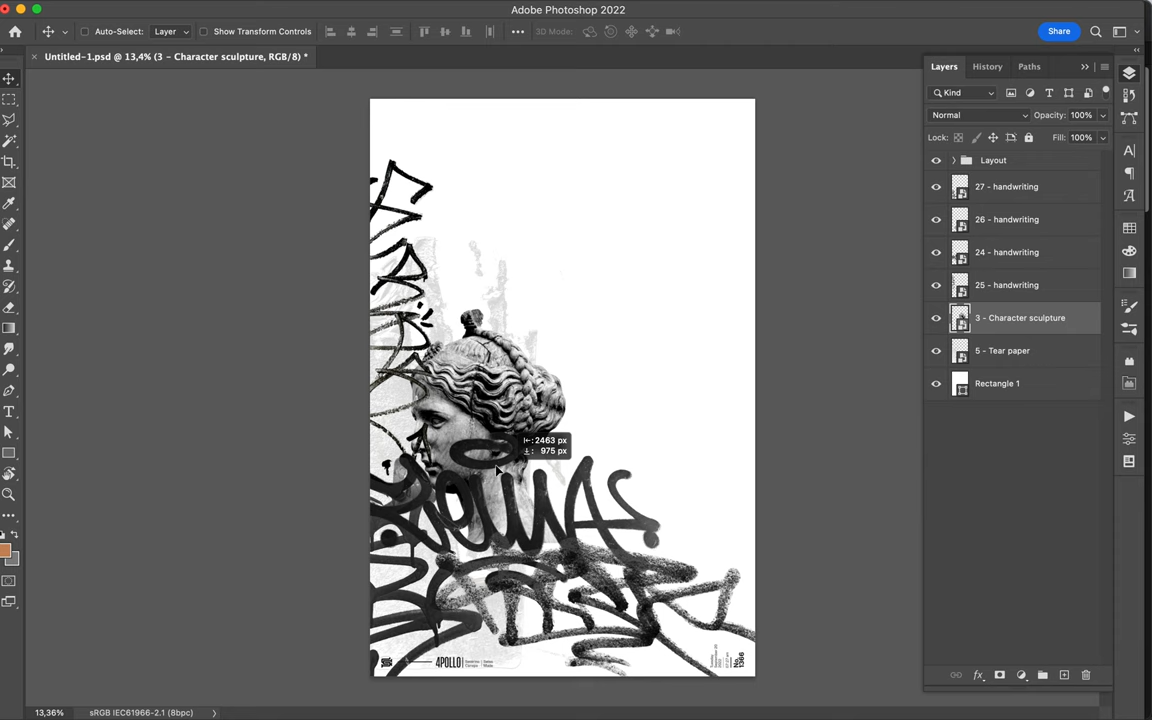 Adobe Photoshop 2022
Auto-Select: Layer Show Transform Controls 3D Mode: Share
Untitled-1.psd @ 13,4% (3 - Character sculpture, RGB/8) *
Layers History Paths
Kind
Normal Opacity: 100%
Lock: Fill: 100%
Layout
27 - handwriting
26 - handwriting
24 - handwriting
25 - handwriting
3 - Character sculpture
5 - Tear paper
Rectangle 1
2463 px
975 px
4POLLO
13,36% sRGB IEC61966-2.1 (8bpc)